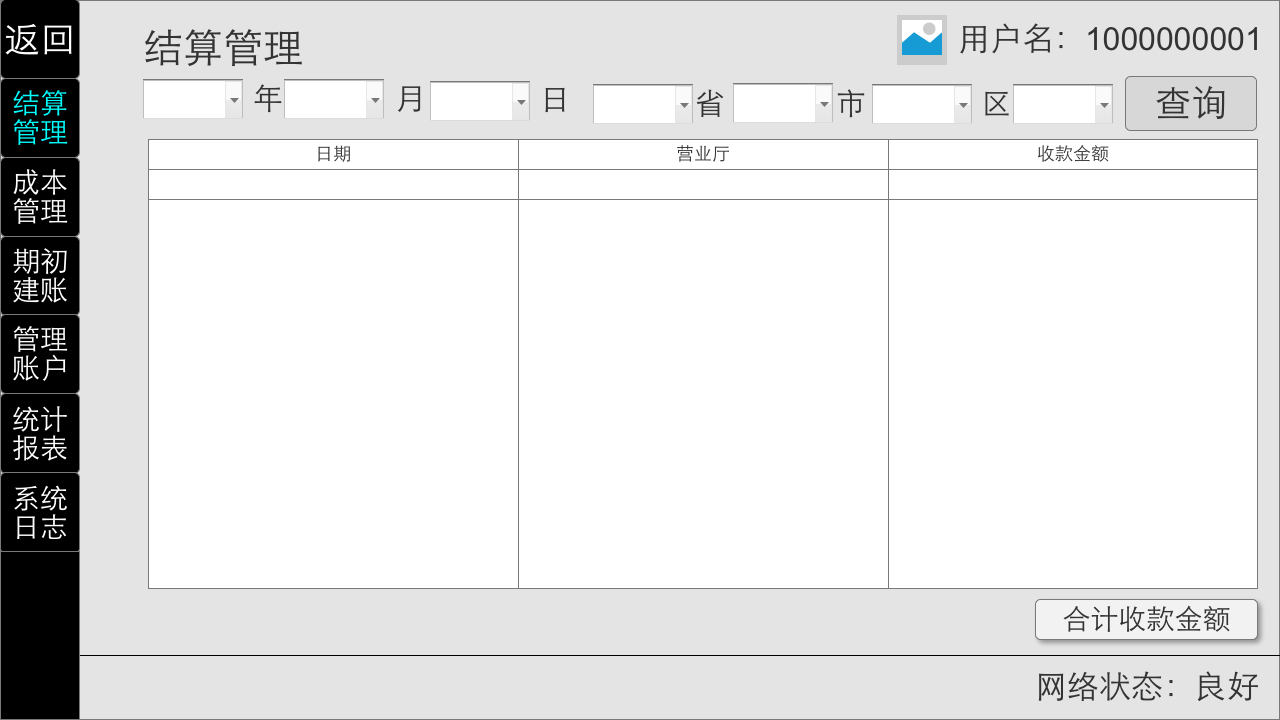 返回
结算管理
用户名：1000000001
年 月 日 省 市 区 查询
结算
管理
成本
管理
期初
建账
管理
账户
统计
报表
系统
日志
日期 营业厅 收款金额
合计收款金额
网络状态：良好